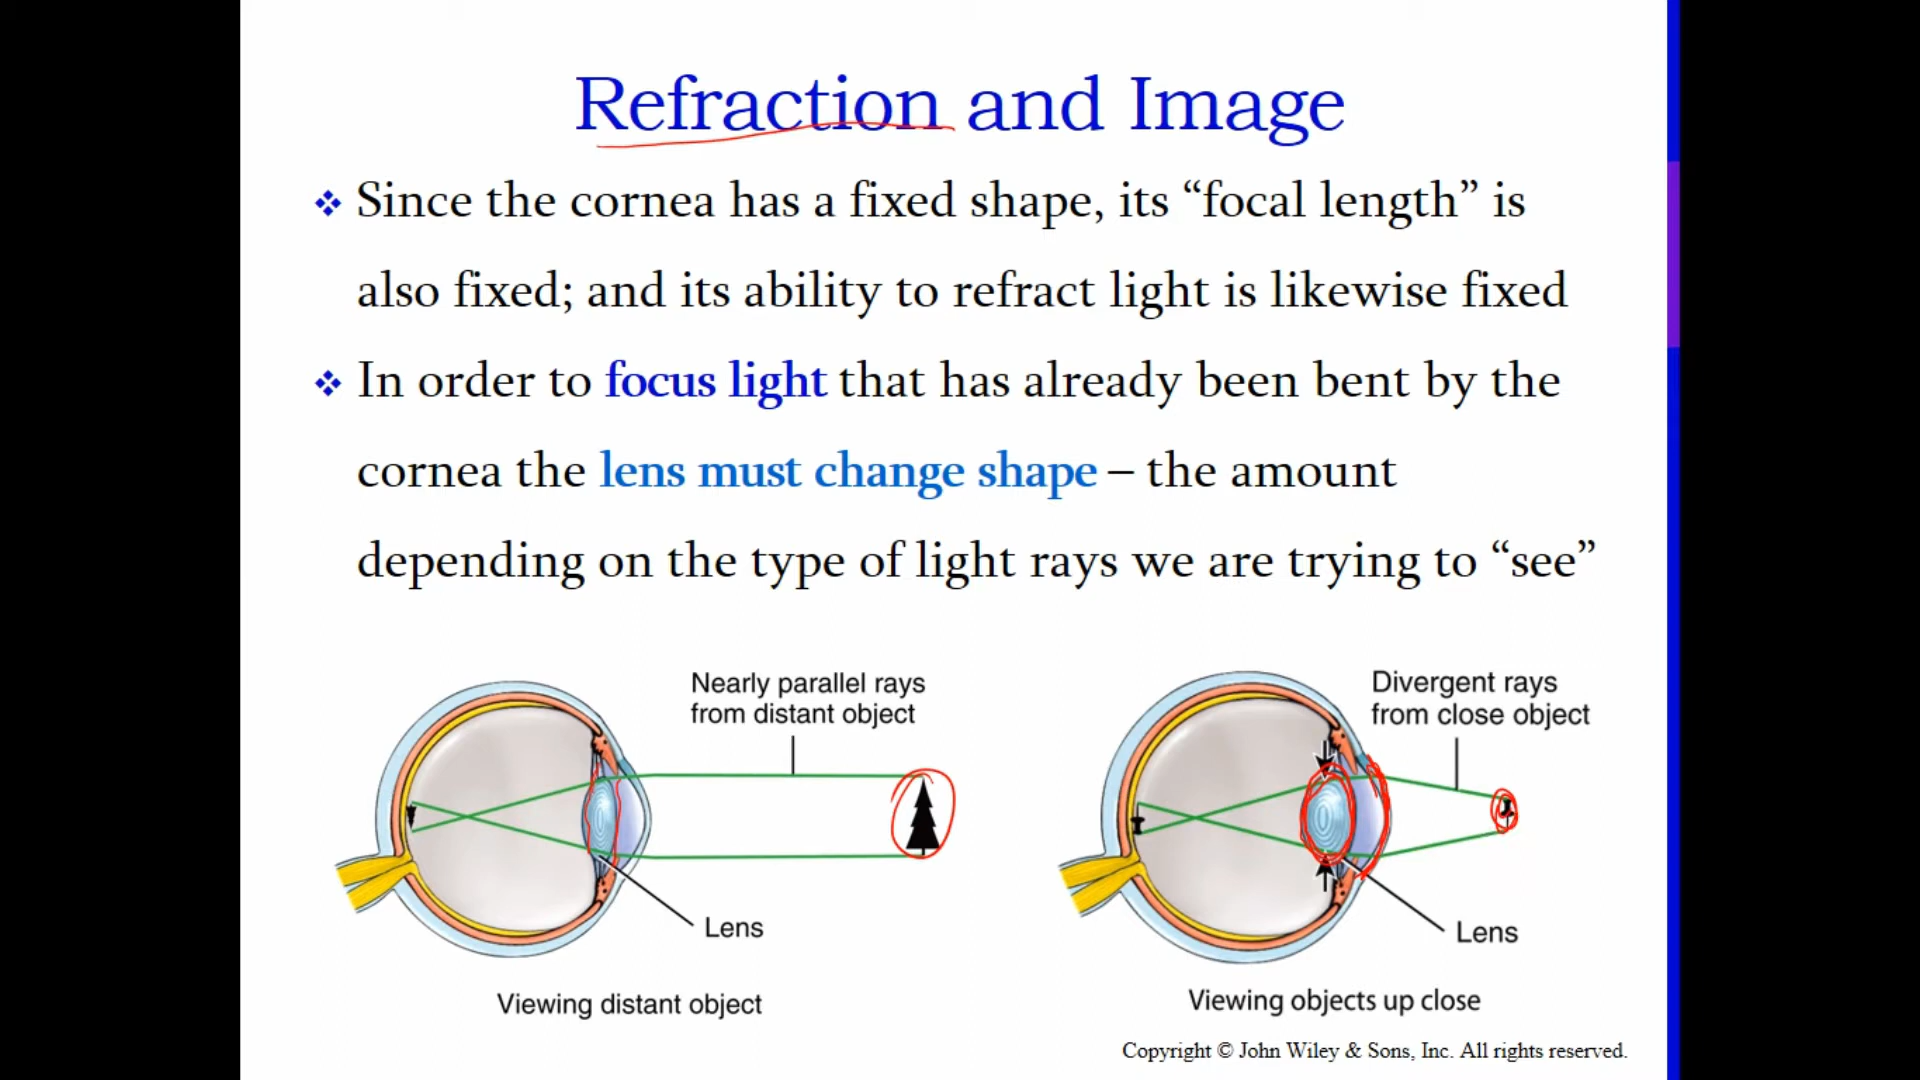 Refraction and Image
❖ Since the cornea has a fixed shape, its “focal length” is
also fixed; and its ability to refract light is likewise fixed
❖ In order to focus light that has already been bent by the
cornea the lens must change shape – the amount
depending on the type of light rays we are trying to “see”
Nearly parallel rays
from distant object
Lens
Viewing distant object
Divergent rays
from close object
Lens
Viewing objects up close
Copyright © John Wiley & Sons, Inc. All rights reserved.